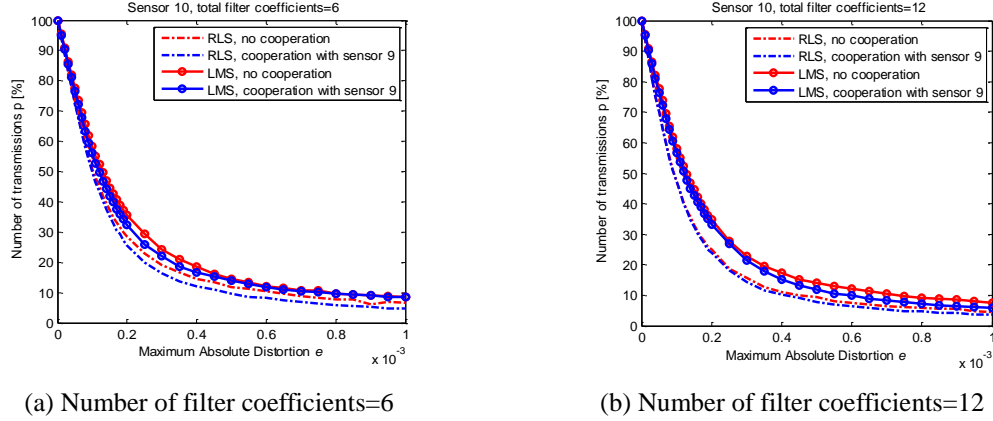 Sensor 10, total filter coefficients=6
100
90
80
70
60
50
40
30
20
10
0
Number of transmissions p [%]
RLS, no cooperation
RLS, cooperation with sensor 9
LMS, no cooperation
LMS, cooperation with sensor 9
0
0.2
0.4
0.6
0.8
1
Maximum Absolute Distortion e
x 10⁻³
(a) Number of filter coefficients=6
Sensor 10, total filter coefficients=12
100
90
80
70
60
50
40
30
20
10
0
Number of transmissions p [%]
RLS, no cooperation
RLS, cooperation with sensor 9
LMS, no cooperation
LMS, cooperation with sensor 9
0
0.2
0.4
0.6
0.8
1
Maximum Absolute Distortion e
x 10⁻³
(b) Number of filter coefficients=12